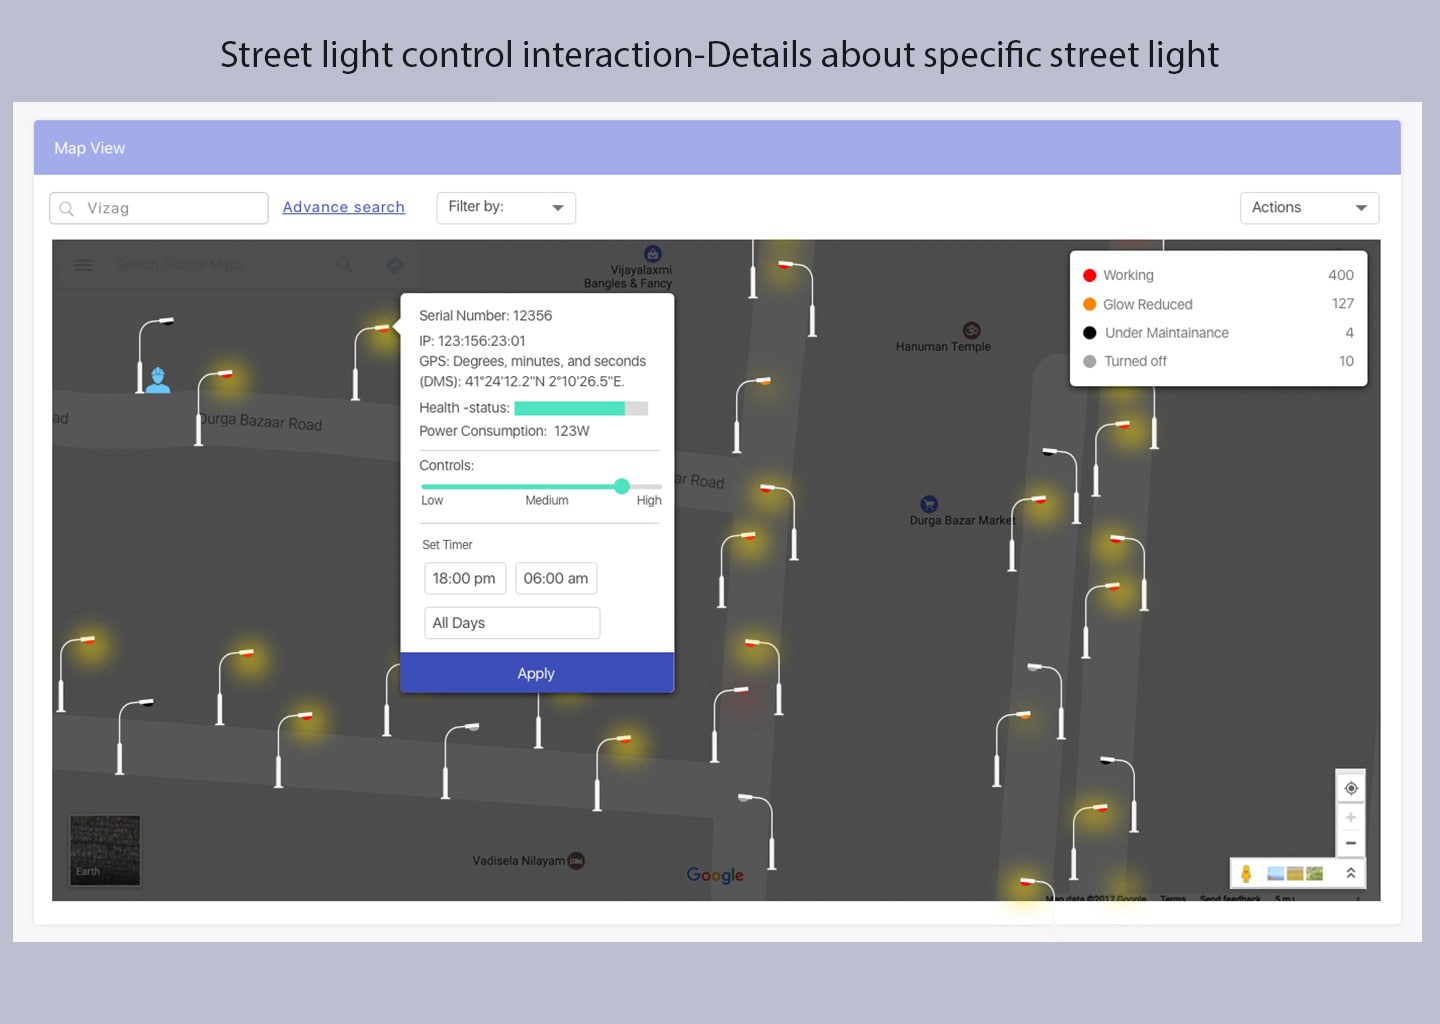 Street light control interaction-Details about specific street light
Map View
Vizag
Advance search
Filter by:
Actions
Search Google Maps
Vijayalaxmi
Bangles & Fancy
Working 400
Glow Reduced 127
Under Maintainance 4
Turned off 10
Serial Number: 12356
IP: 123:156:23:01
GPS: Degrees, minutes, and seconds
(DMS): 41°24'12.2"N 2°10'26.5"E.
Health -status:
Power Consumption: 123W
Controls:
Low Medium High
Set Timer
18:00 pm 06:00 am
All Days
Apply
Hanuman Temple
ad
Durga Bazaar Road
ar Road
Durga Bazar Market
Earth
Vadisela Nilayam
Google
Map data ©2017 Google Terms Send feedback 5 m